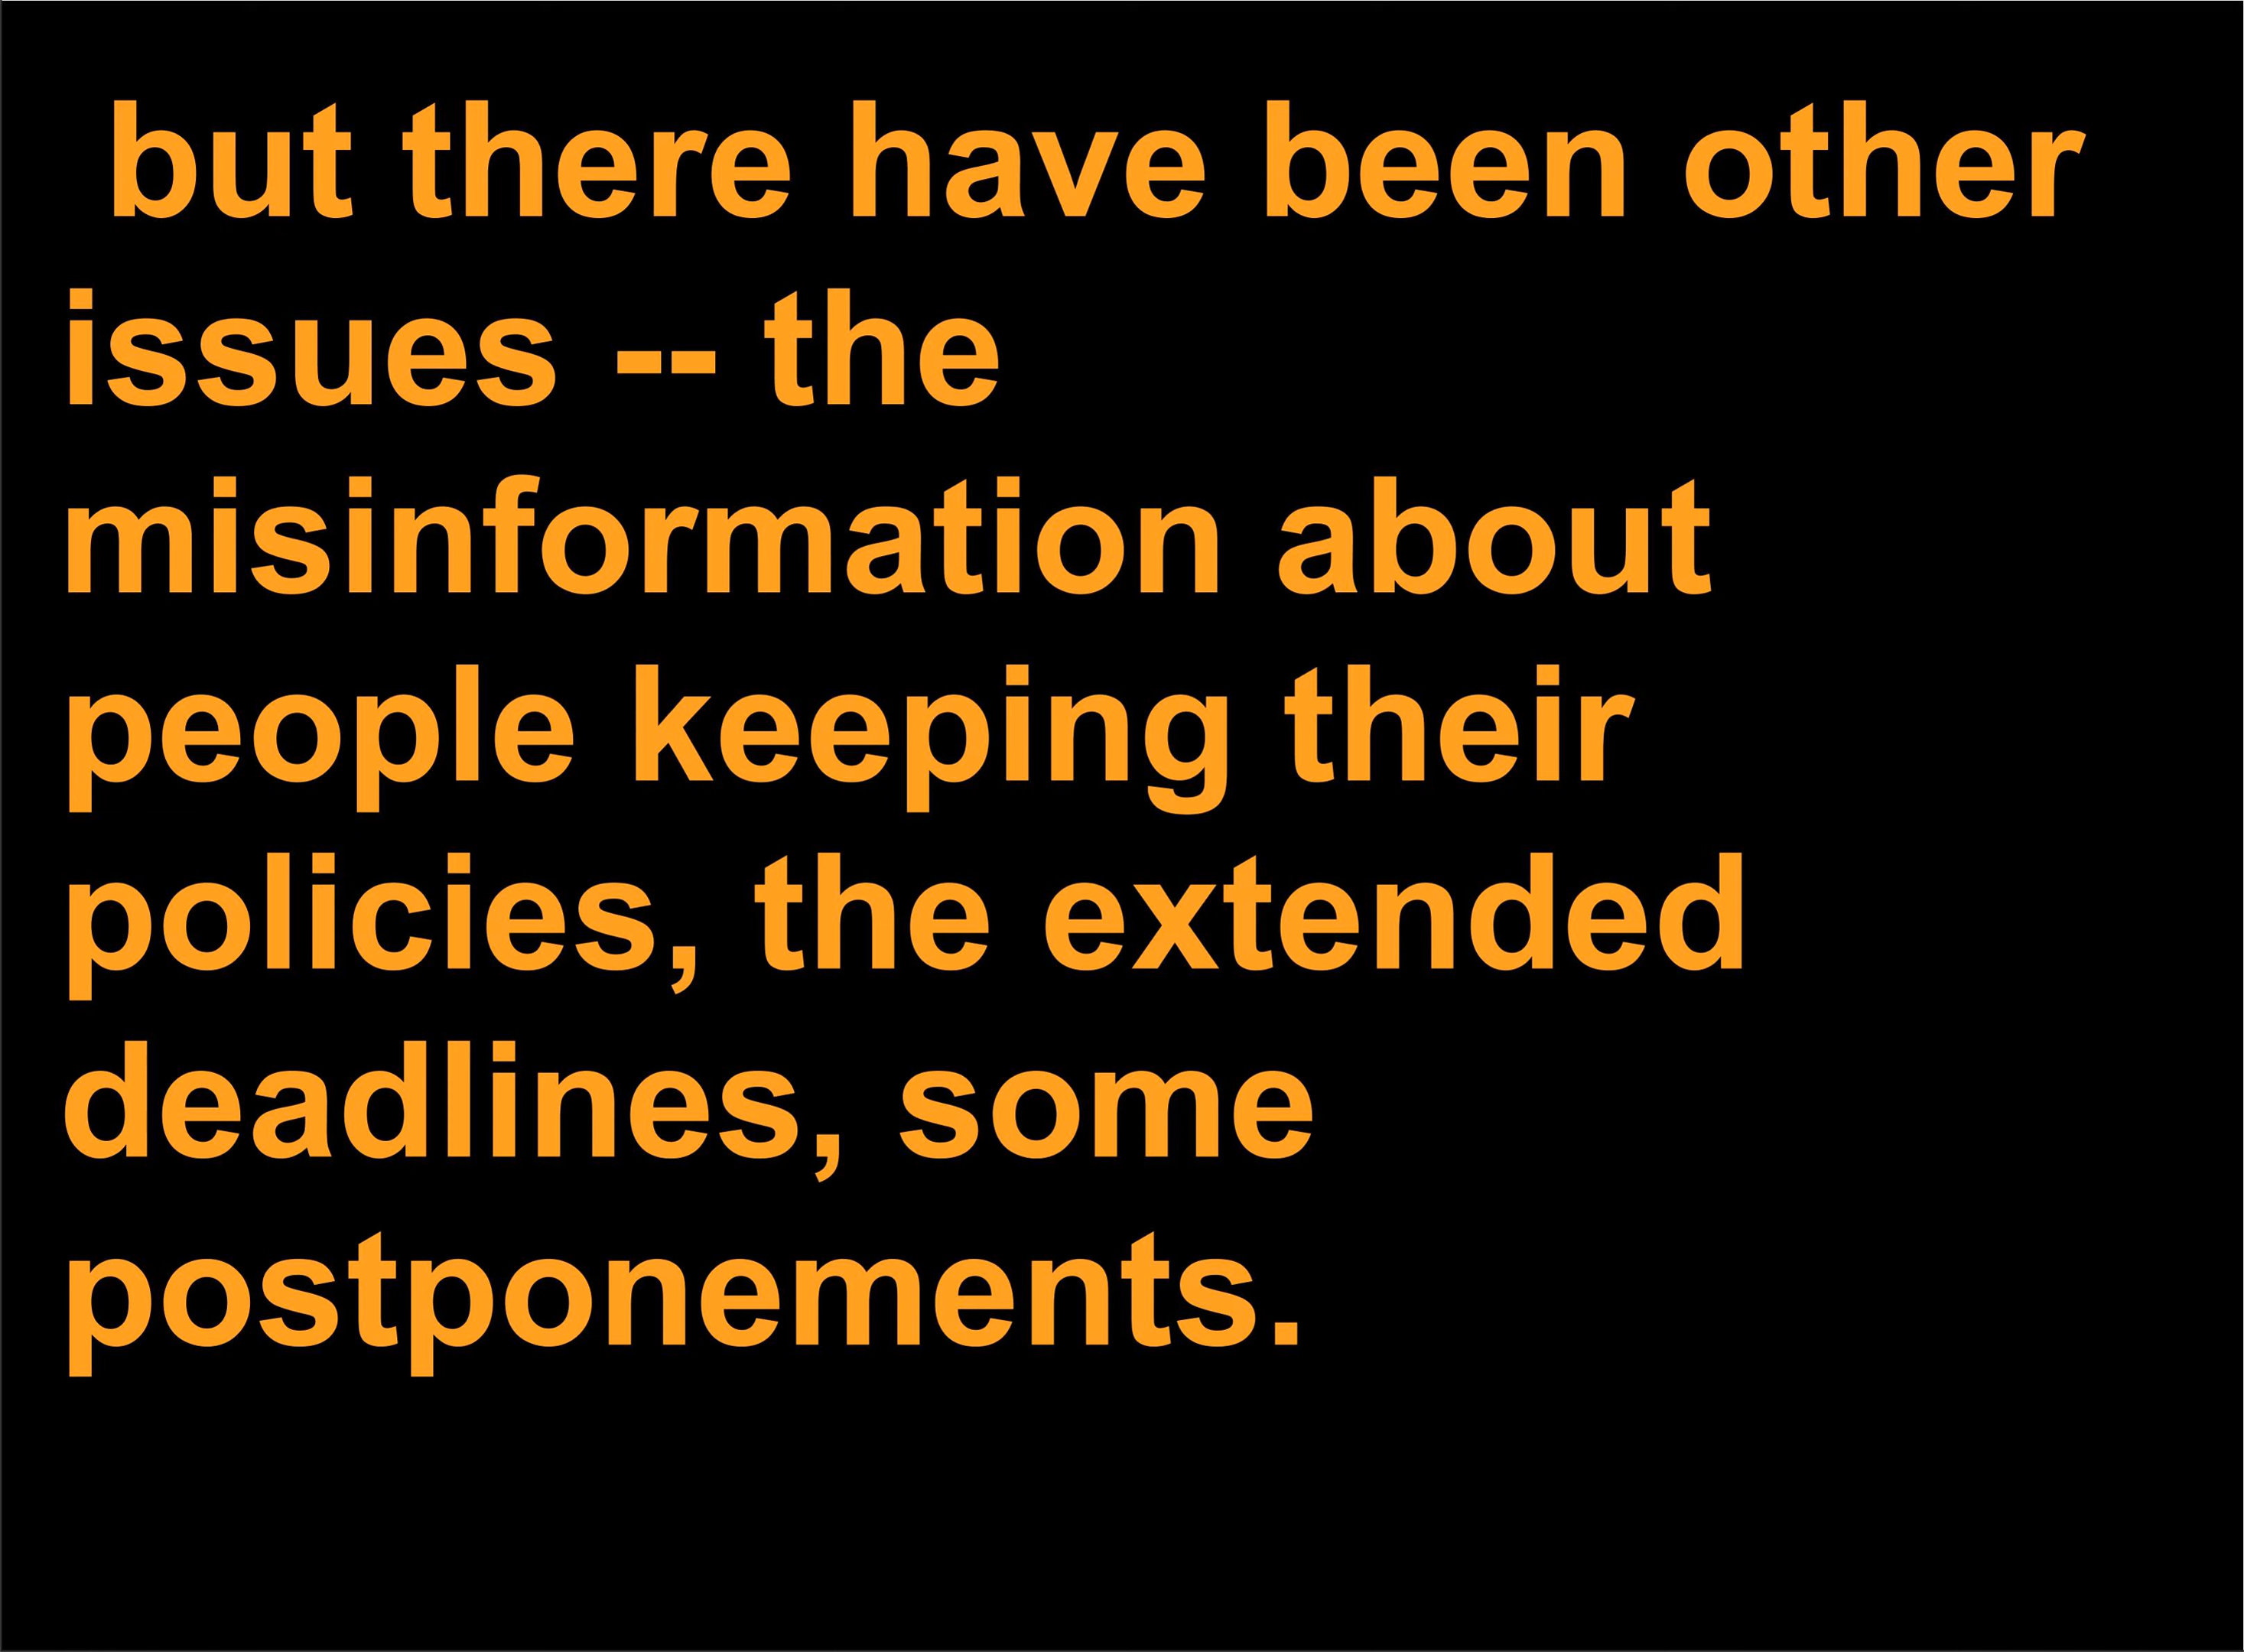 but there have been other
issues -- the
misinformation about
people keeping their
policies, the extended
deadlines, some
postponements.